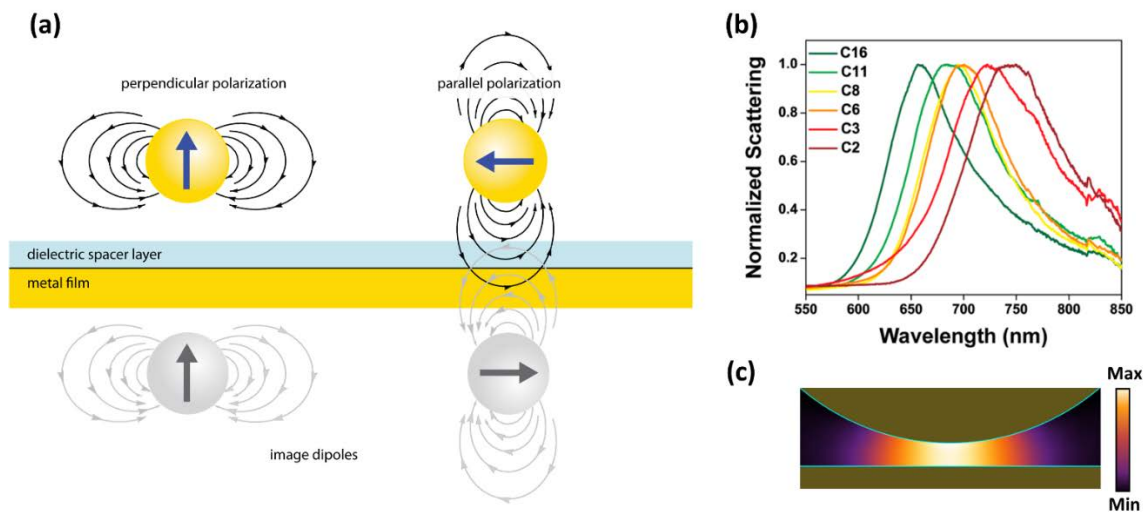 (a)
perpendicular polarization
parallel polarization
dielectric spacer layer
metal film
image dipoles
(b)
Normalized Scattering
1.0
0.8
0.6
0.4
0.2
C16
C11
C8
C6
C3
C2
550 600 650 700 750 800 850
Wavelength (nm)
(c)
Max
Min